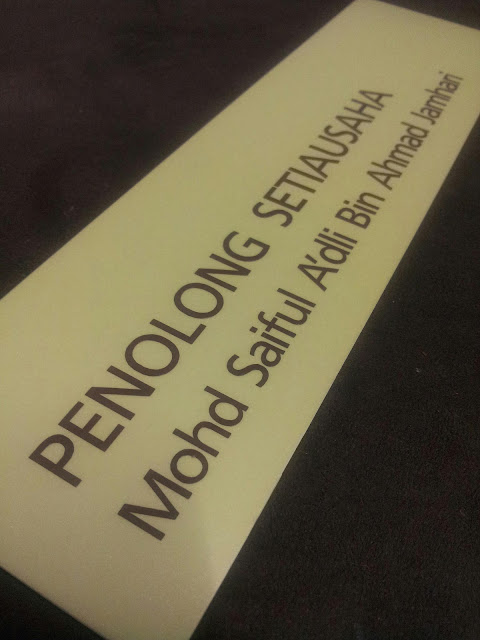 PENOLONG SETIAUSAHA
Mohd Saiful A'dli Bin Ahmad Jamhari